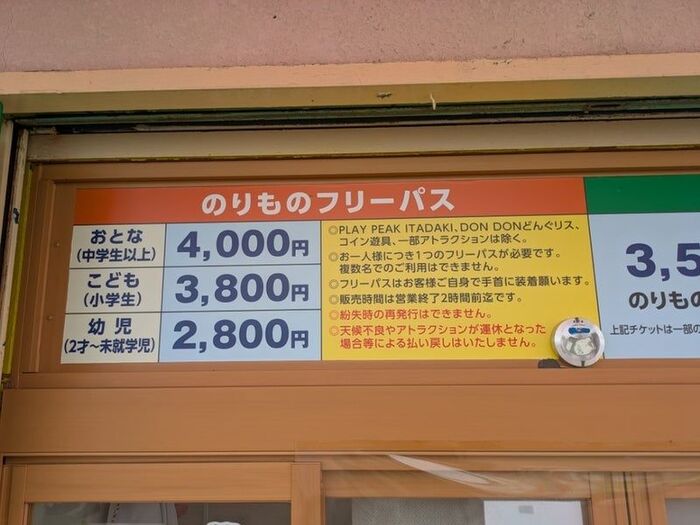 のりものフリーパス
おとな
(中学生以上)
4,000円
こども
(小学生)
3,800円
幼児
(2才〜未就学児)
2,800円
◎PLAY PEAK ITADAKI、DON DONどんぐリス、
コイン遊具、一部アトラクションは除く。
◎お一人様につき1つのフリーパスが必要です。
複数名でのご利用はできません。
◎フリーパスはお客様ご自身で手首に装着願います。
◎販売時間は営業終了2時間前迄です。
◎紛失時の再発行はできません。
◎天候不良やアトラクションが運休となった
場合等による払い戻しはいたしません。
3,5
のりもの
上記チケットは一部の